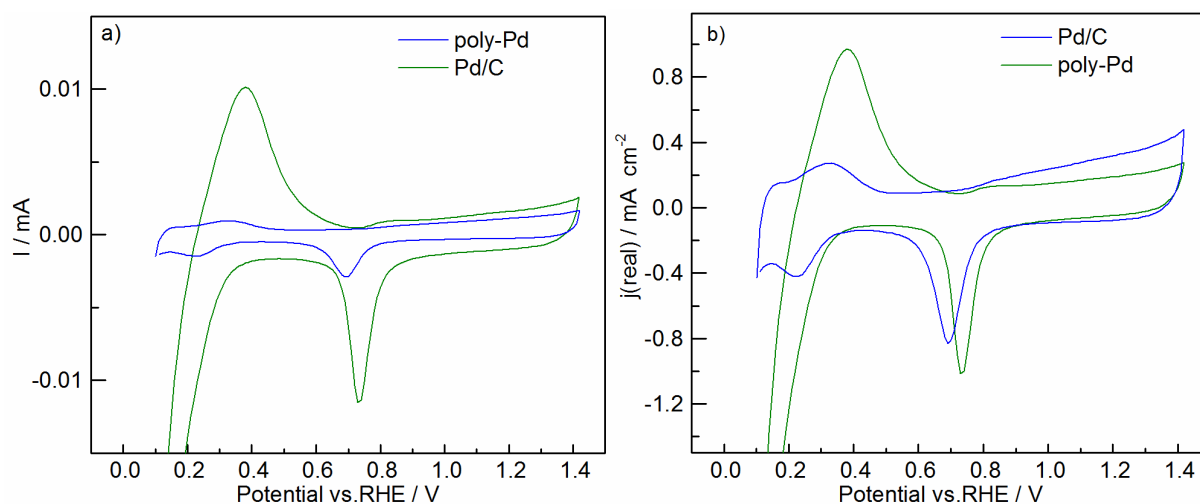 a)
poly-Pd
Pd/C
0.01
0.00
-0.01
I / mA
0.0 0.2 0.4 0.6 0.8 1.0 1.2 1.4
Potential vs.RHE / V
b)
Pd/C
poly-Pd
0.8
0.4
0.0
-0.4
-0.8
-1.2
j(real) / mA cm-2
0.0 0.2 0.4 0.6 0.8 1.0 1.2 1.4
Potential vs.RHE / V